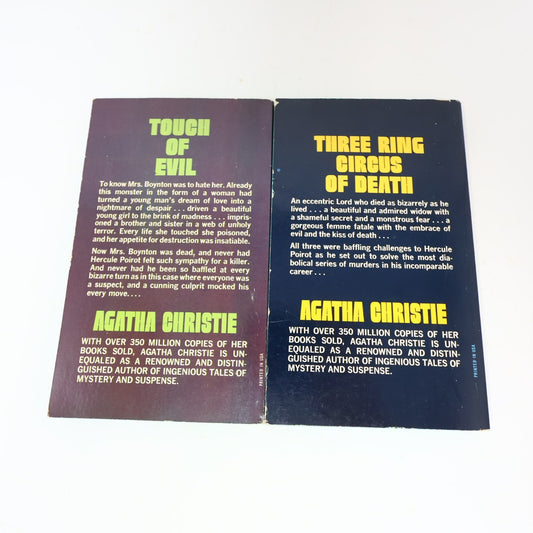 TOUCH
OF
EVIL
To know Mrs. Boynton was to hate her. Already
this monster in the form of a woman had
turned a young man's dream of love into a
nightmare of despair . . . driven a beautiful
young girl to the brink of madness . . . impris-
oned a brother and sister in a web of unholy
terror. Every life she touched she poisoned,
and her appetite for destruction was insatiable.
Now Mrs. Boynton was dead, and never had
Hercule Poirot felt such sympathy for a killer.
And never had he been so baffled at every
bizarre turn as in this case where everyone was
a suspect, and a cunning culprit mocked his
every move. . . .
AGATHA CHRISTIE
WITH OVER 350 MILLION COPIES OF HER
BOOKS SOLD, AGATHA CHRISTIE IS UN-
EQUALED AS A RENOWNED AND DISTIN-
GUISHED AUTHOR OF INGENIOUS TALES OF
MYSTERY AND SUSPENSE.
PRINTED IN USA
THREE RING
CIRCUS
OF DEATH
An eccentric Lord who died as bizarrely as he
lived . . . a beautiful and admired widow with
a shameful secret and a monstrous fear . . . a
gorgeous femme fatale with the embrace of
evil and the kiss of death . . .
All three were baffling challenges to Hercule
Poirot as he set out to solve the most dia-
bolical series of murders in his incomparable
career . . .
AGATHA CHRISTIE
WITH OVER 350 MILLION COPIES OF HER
BOOKS SOLD, AGATHA CHRISTIE IS UN-
EQUALED AS A RENOWNED AND DISTIN-
GUISHED AUTHOR OF INGENIOUS TALES OF
MYSTERY AND SUSPENSE.
PRINTED IN USA